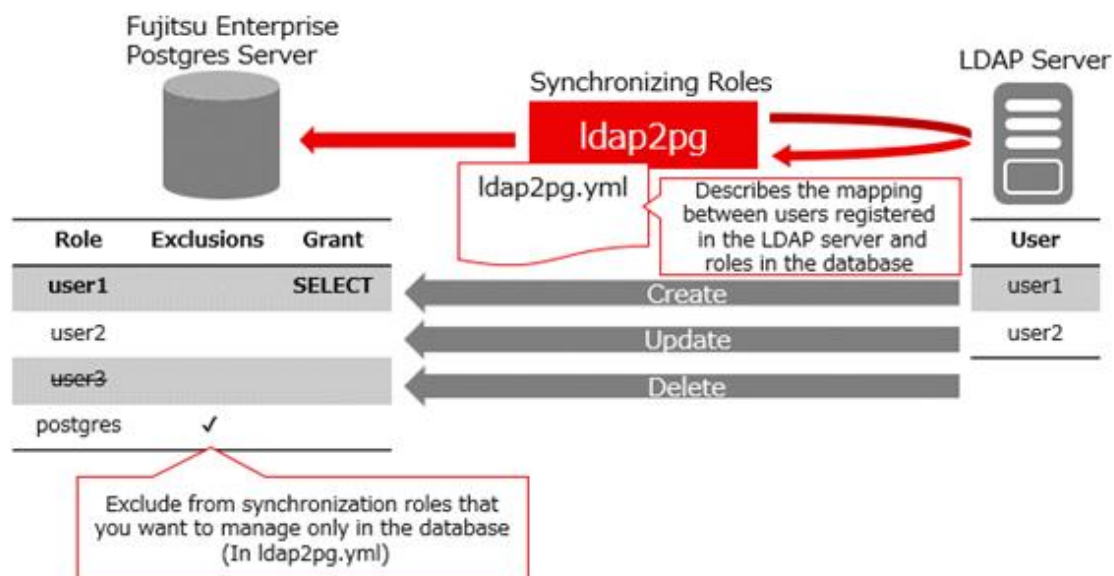 Fujitsu Enterprise
Postgres Server
LDAP Server
Synchronizing Roles
ldap2pg
ldap2pg.yml
Describes the mapping
between users registered
in the LDAP server and
roles in the database
Role Exclusions Grant
User
user1 SELECT
Create
user1
user2
Update
user2
user3
Delete
postgres ✓
Exclude from synchronization roles that
you want to manage only in the database
(In ldap2pg.yml)